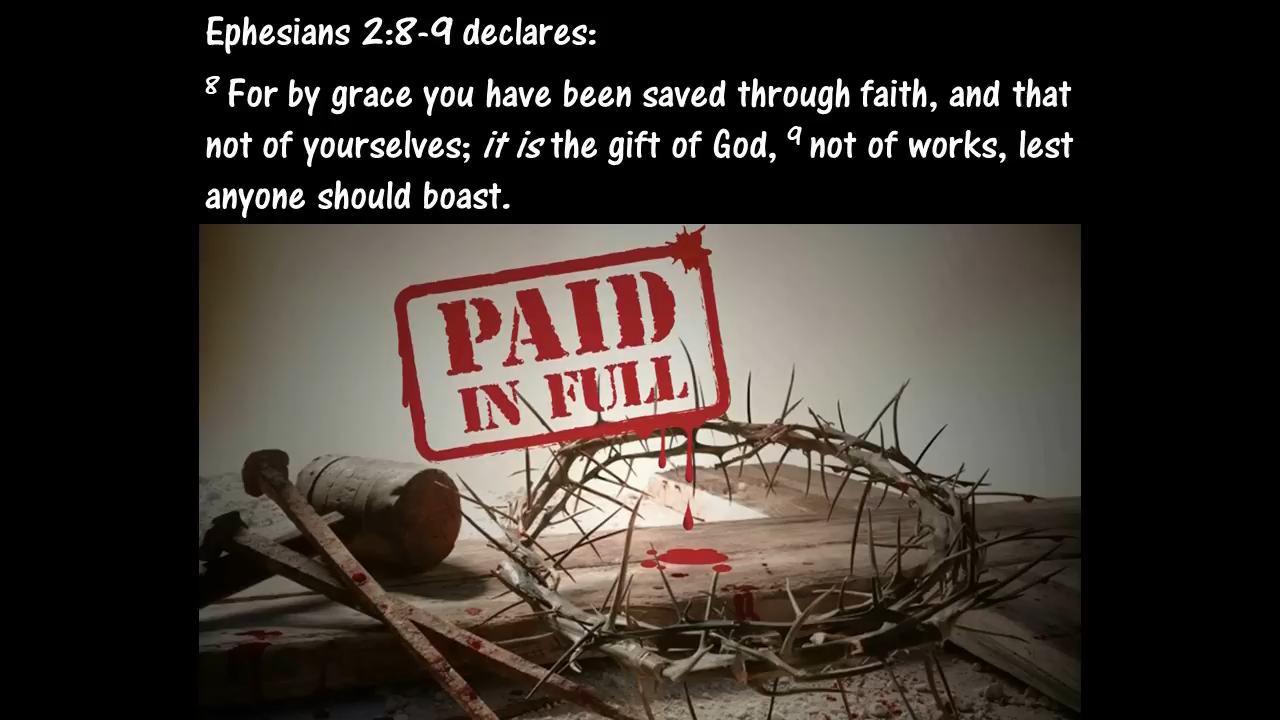 Ephesians 2:8-9 declares:
⁸ For by grace you have been saved through faith, and that
not of yourselves; it is the gift of God, ⁹ not of works, lest
anyone should boast.
PAID
IN FULL